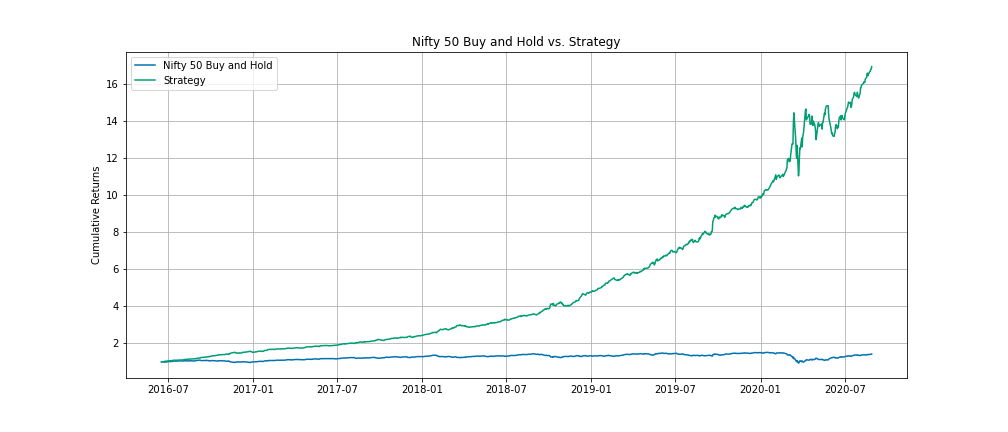 Nifty 50 Buy and Hold vs. Strategy
Nifty 50 Buy and Hold
Strategy
Cumulative Returns
16
14
12
10
8
6
4
2
2016-07 2017-01 2017-07 2018-01 2018-07 2019-01 2019-07 2020-01 2020-07